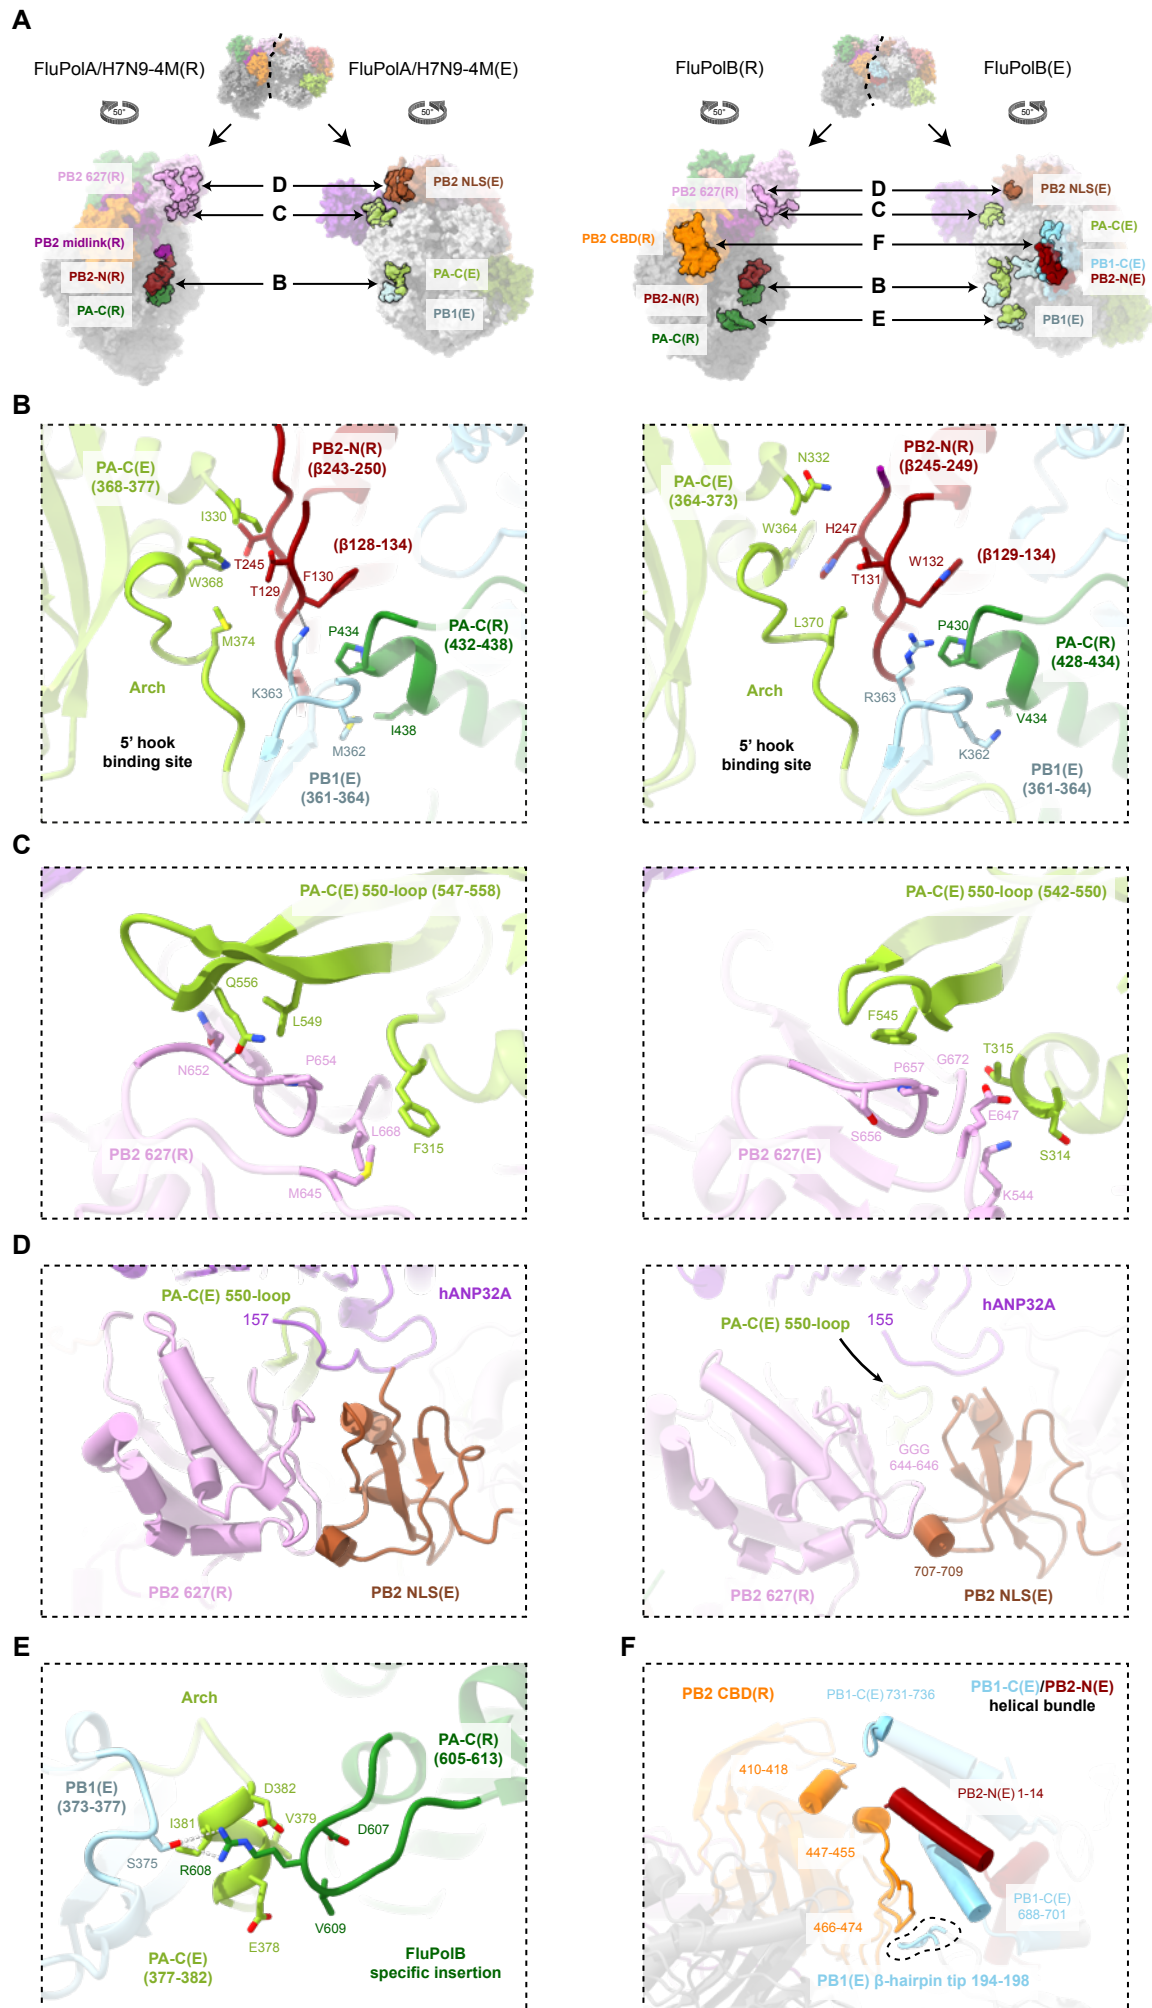 A
FluPolA/H7N9-4M(R)
FluPolA/H7N9-4M(E)
50°
50°
PB2 627(R)
PB2 midlink(R)
PB2-N(R)
PA-C(R)
D
C
B
PB2 NLS(E)
PA-C(E)
PB1(E)
FluPolB(R)
FluPolB(E)
50°
50°
PB2 627(R)
PB2 CBD(R)
PB2-N(R)
PA-C(R)
D
C
F
B
E
PB2 NLS(E)
PA-C(E)
PB1-C(E)
PB2-N(E)
PB1(E)
B
PA-C(E)
(368-377)
PB2-N(R)
(β243-250)
I330
(β128-134)
T245
W368
T129
F130
M374
P434
PA-C(R)
(432-438)
Arch
K363
I438
M362
5' hook
binding site
PB1(E)
(361-364)
PB2-N(R)
(β245-249)
N332
PA-C(E)
(364-373)
W364
H247
(β129-134)
W132
T131
L370
P430
PA-C(R)
(428-434)
Arch
R363
V434
K362
5' hook
binding site
PB1(E)
(361-364)
C
PA-C(E) 550-loop (547-558)
Q556
L549
N652
P654
L668
F315
PB2 627(R)
M645
PA-C(E) 550-loop (542-550)
F545
T315
P657
G672
E647
S656
S314
PB2 627(E)
K544
D
PA-C(E) 550-loop
hANP32A
157
PB2 627(R)
PB2 NLS(E)
hANP32A
PA-C(E) 550-loop
155
GGG
644-646
707-709
PB2 627(R)
PB2 NLS(E)
E
Arch
PA-C(R)
(605-613)
PB1(E)
(373-377)
D382
I381
V379
D607
S375
R608
V609
E378
PA-C(E)
(377-382)
FluPolB
specific insertion
F
PB2 CBD(R)
PB1-C(E) 731-736
PB1-C(E)/PB2-N(E)
helical bundle
410-418
PB2-N(E) 1-14
447-455
PB1-C(E)
688-701
466-474
PB1(E) β-hairpin tip 194-198